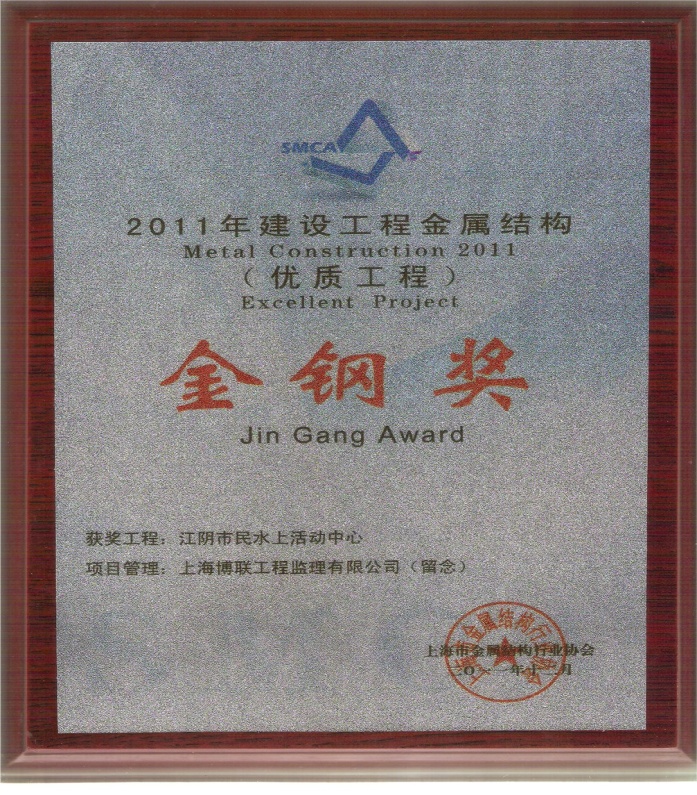 SMCA
2011年建设工程金属结构
Metal Construction 2011
（优质工程）
Excellent Project
金钢奖
Jin Gang Award
获奖工程：江阴市民水上活动中心
项目管理：上海博联工程监理有限公司（留念）
上海市金属结构行业协会